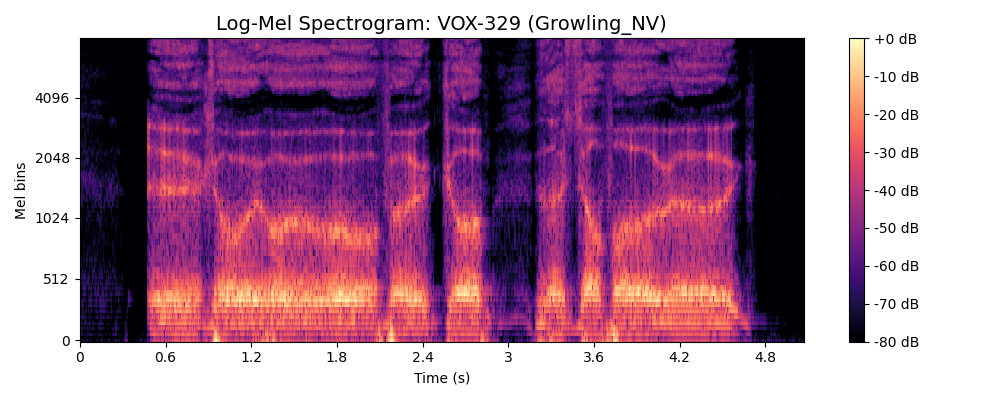 Log-Mel Spectrogram: VOX-329 (Growling_NV)
Mel bins
4096
2048
1024
512
0
0 0.6 1.2 1.8 2.4 3 3.6 4.2 4.8
Time (s)
+0 dB
-10 dB
-20 dB
-30 dB
-40 dB
-50 dB
-60 dB
-70 dB
-80 dB